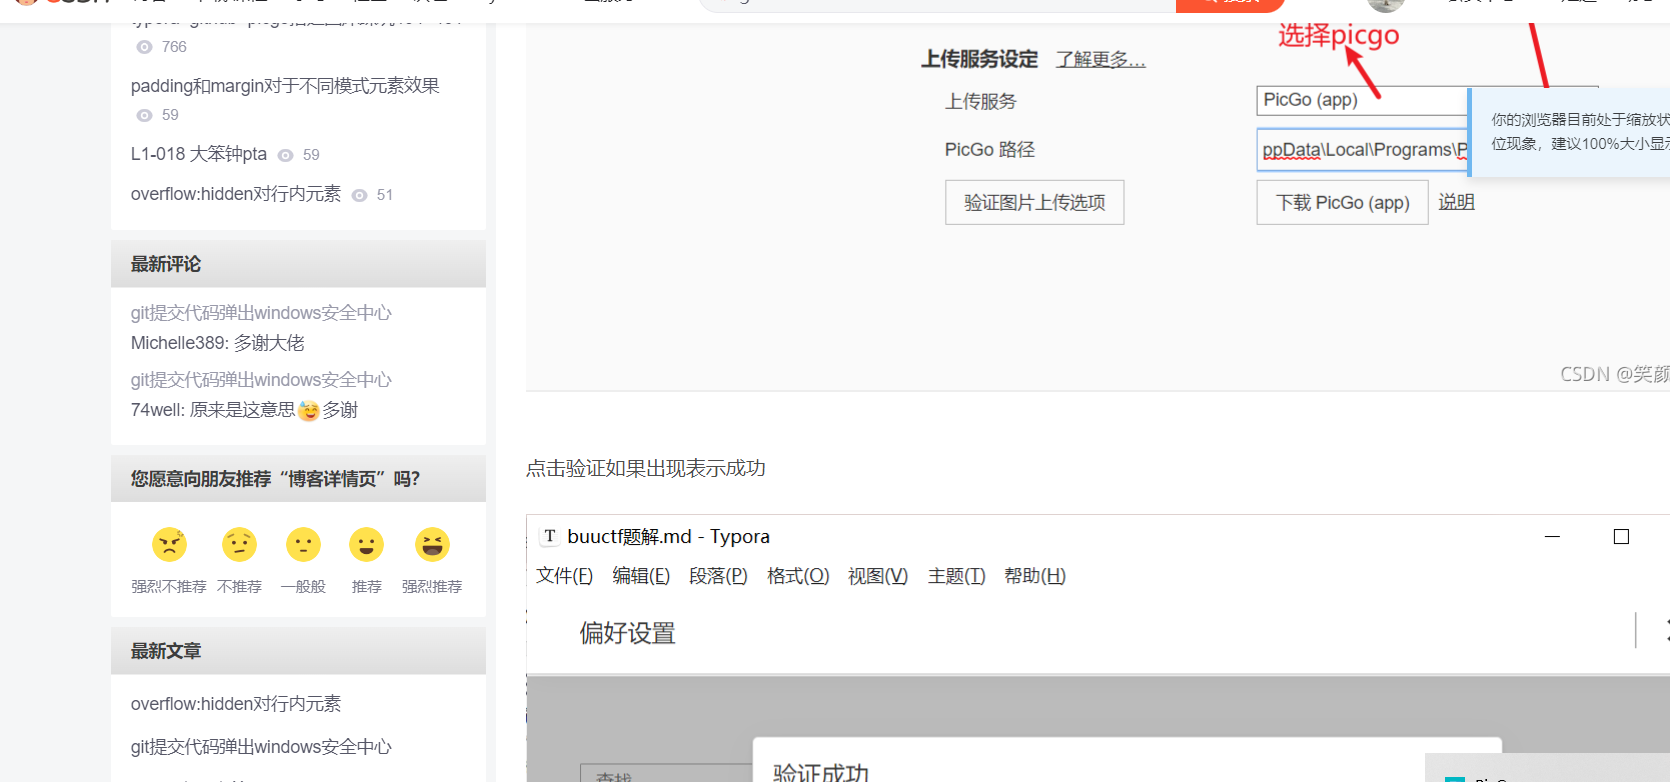 766
padding和margin对于不同模式元素效果
59
L1-018 大笨钟pta 59
overflow:hidden对行内元素 51
最新评论
git提交代码弹出windows安全中心
Michelle389: 多谢大佬
git提交代码弹出windows安全中心
74well: 原来是这意思😅多谢
您愿意向朋友推荐“博客详情页”吗？
强烈不推荐 不推荐 一般般 推荐 强烈推荐
最新文章
overflow:hidden对行内元素
git提交代码弹出windows安全中心
选择picgo
上传服务设定 了解更多...
上传服务 PicGo (app)
PicGo 路径 ppData\Local\Programs\P
验证图片上传选项 下载 PicGo (app) 说明
你的浏览器目前处于缩放状
位现象，建议100%大小显示
CSDN @笑颜
点击验证如果出现表示成功
T buuctf题解.md - Typora
文件(F) 编辑(E) 段落(P) 格式(O) 视图(V) 主题(T) 帮助(H)
偏好设置
查找
验证成功